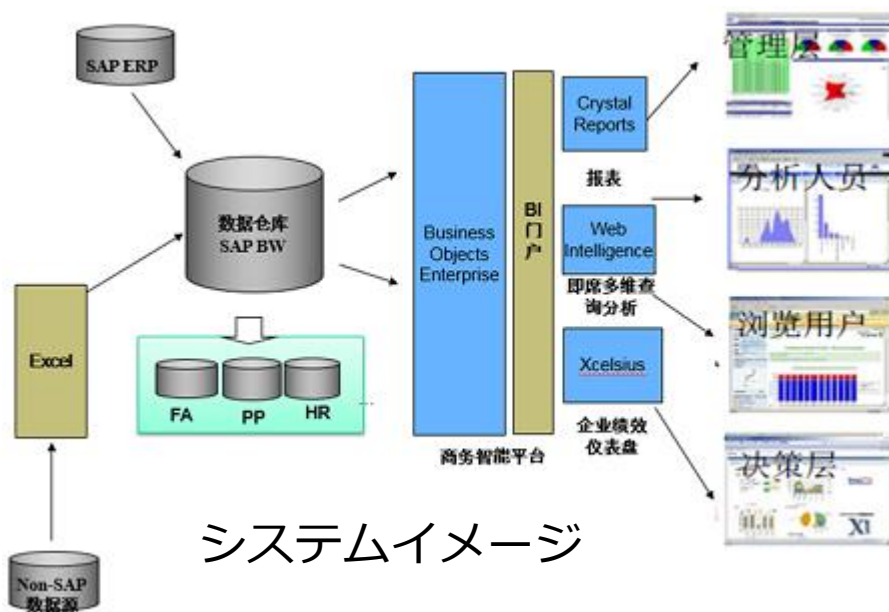 SAP ERP
数据仓库
SAP BW
Excel
FA
PP
HR
...
Non-SAP
数据源
Business
Objects
Enterprise
BI
门
户
商务智能平台
Crystal
Reports
报表
Web
Intelligence
即席多维查
询分析
Xcelsius
企业绩效
仪表盘
管理层
分析人员
浏览用户
决策层
システムイメージ